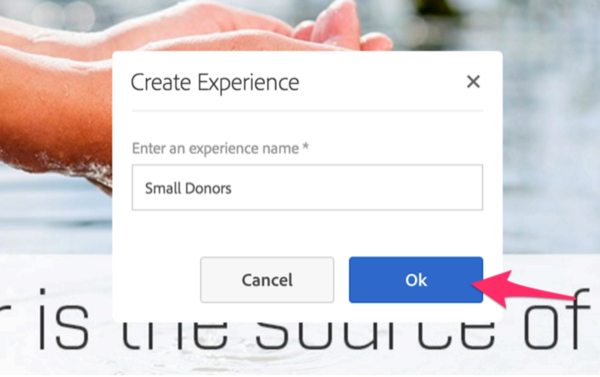 Create Experience
Enter an experience name *
Small Donors
Cancel
Ok
r is the source of